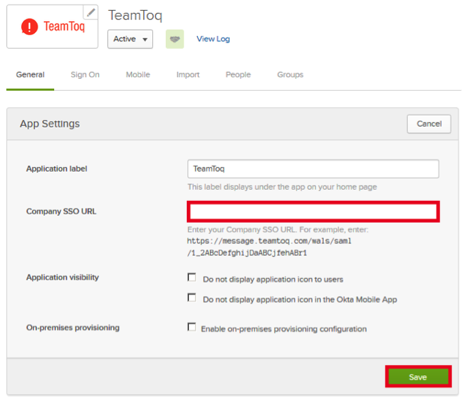 TeamToq
TeamToq
Active
View Log
General Sign On Mobile Import People Groups
App Settings
Cancel
Application label
TeamToq
This label displays under the app on your home page
Company SSO URL
Enter your Company SSO URL. For example, enter:
https://message.teamtoq.com/wals/saml
/1_2ABcDefghijDaABCjfehABr1
Application visibility
Do not display application icon to users
Do not display application icon in the Okta Mobile App
On-premises provisioning
Enable on-premises provisioning configuration
Save